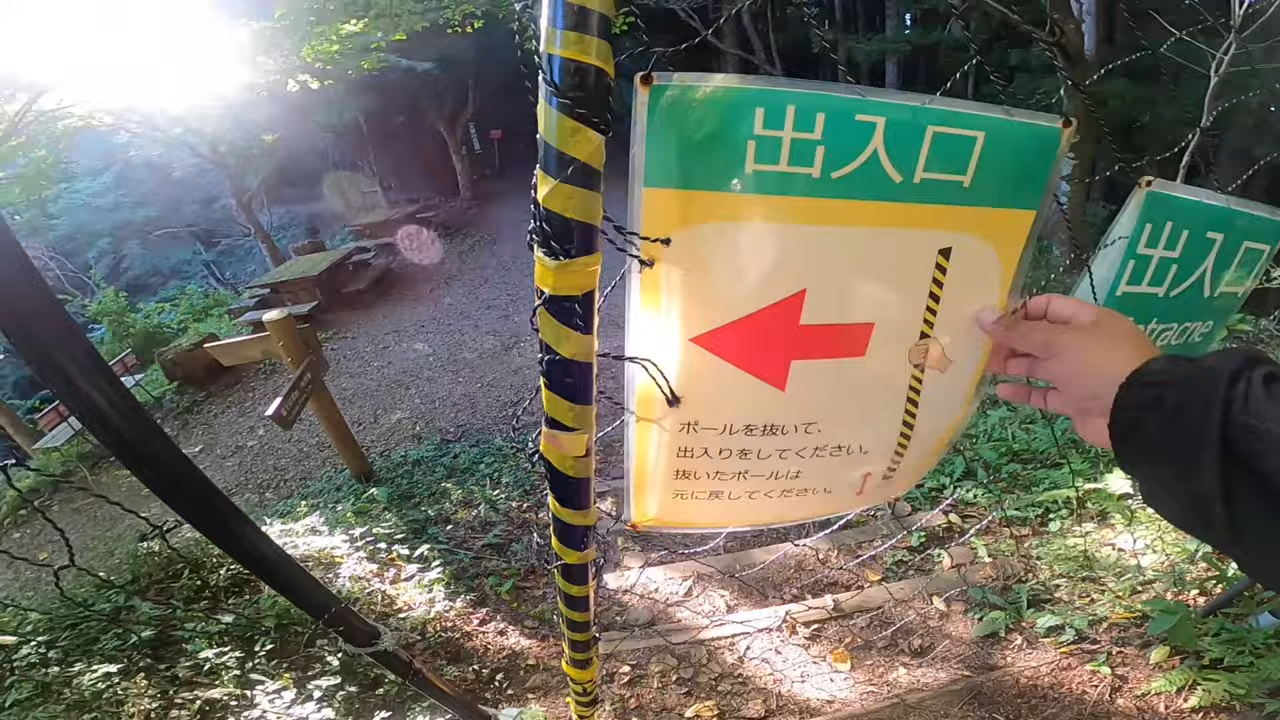 出入口
ポールを抜いて、
出入りをしてください。
抜いたポールは
元に戻してください。
出入口